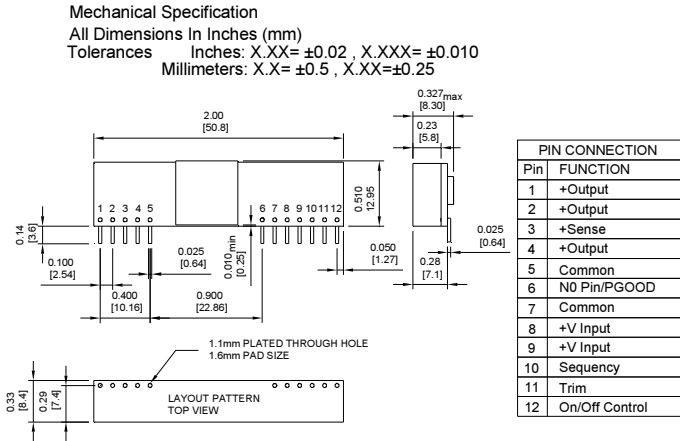 Mechanical Specification
All Dimensions In Inches (mm)
Tolerances Inches: X.XX= ±0.02 , X.XXX= ±0.010
Millimeters: X.X= ±0.5 , X.XX=±0.25
0.327max
[8.30]
2.00
[50.8]
0.23
[5.8]
1 2 3 4 5
6 7 8 9 10 11 12
0.510
12.95
0.14
[3.6]
0.100
[2.54]
0.025
[0.64]
0.010min
[0.25]
0.050
[1.27]
0.28
[7.1]
0.025
[0.64]
0.400
[10.16]
0.900
[22.86]
1.1mm PLATED THROUGH HOLE
1.6mm PAD SIZE
0.33
[8.4]
0.29
[7.4]
LAYOUT PATTERN
TOP VIEW
PIN CONNECTION
Pin FUNCTION
1 +Output
2 +Output
3 +Sense
4 +Output
5 Common
6 N0 Pin/PGOOD
7 Common
8 +V Input
9 +V Input
10 Sequency
11 Trim
12 On/Off Control